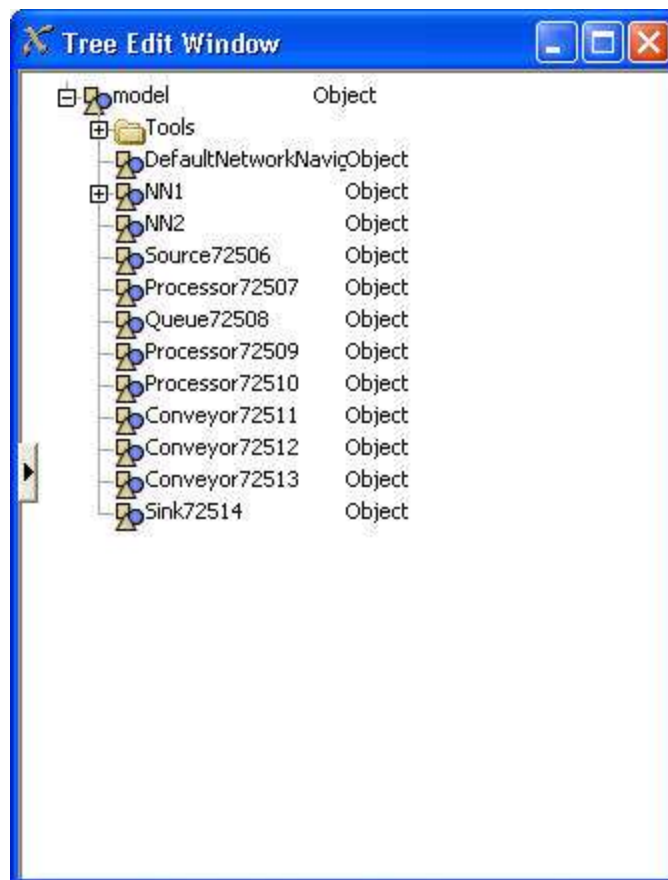 Tree Edit Window
model Object
Tools
DefaultNetworkNavigObject
NN1 Object
NN2 Object
Source72506 Object
Processor72507 Object
Queue72508 Object
Processor72509 Object
Processor72510 Object
Conveyor72511 Object
Conveyor72512 Object
Conveyor72513 Object
Sink72514 Object